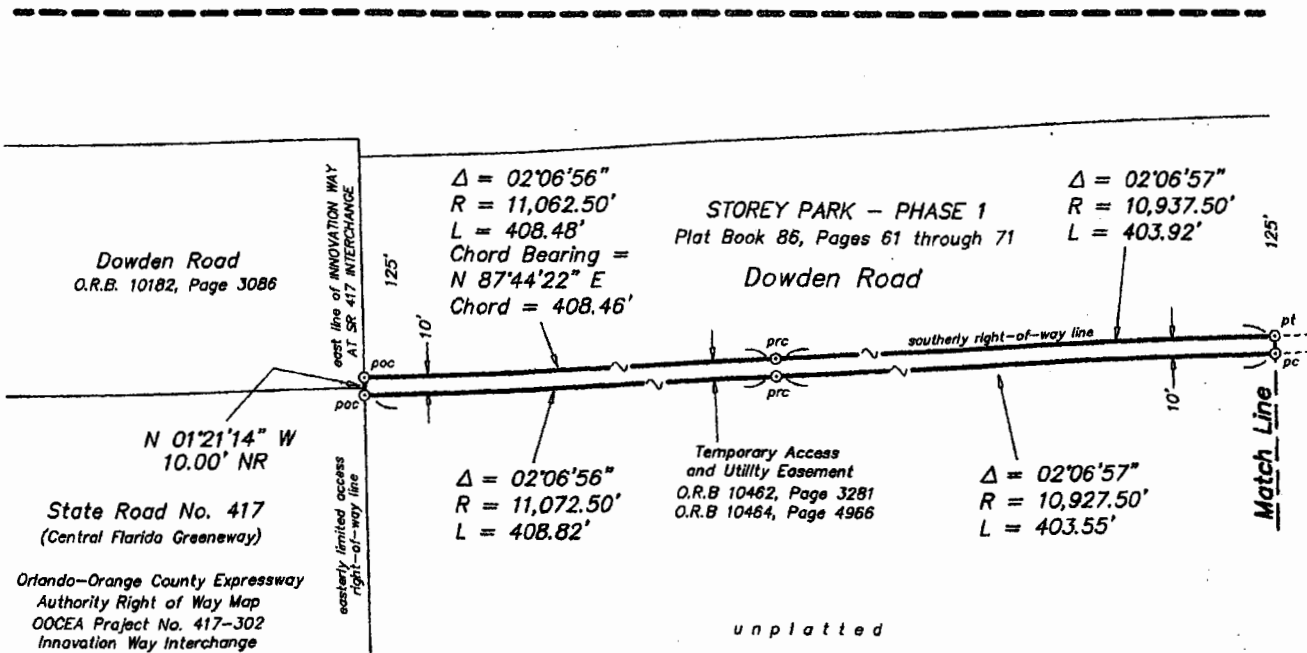 Dowden Road
O.R.B. 10182, Page 3086
east line of INNOVATION WAY
AT SR 417 INTERCHANGE
125'
10'
Δ = 02°06'56"
R = 11,062.50'
L = 408.48'
Chord Bearing =
N 87°44'22" E
Chord = 408.46'
STOREY PARK - PHASE 1
Plat Book 86, Pages 61 through 71
Dowden Road
Δ = 02°06'57"
R = 10,937.50'
L = 403.92'
125'
southerly right-of-way line
poc
prc
pt
poc
prc
pc
10'
Match Line
N 01°21'14" W
10.00' NR
State Road No. 417
(Central Florida Greeneway)
Orlando-Orange County Expressway
Authority Right of Way Map
OOCEA Project No. 417-302
Innovation Way Interchange
easterly limited access
right-of-way line
Δ = 02°06'56"
R = 11,072.50'
L = 408.82'
Temporary Access
and Utility Easement
O.R.B 10462, Page 3281
O.R.B 10464, Page 4966
Δ = 02°06'57"
R = 10,927.50'
L = 403.55'
unplatted